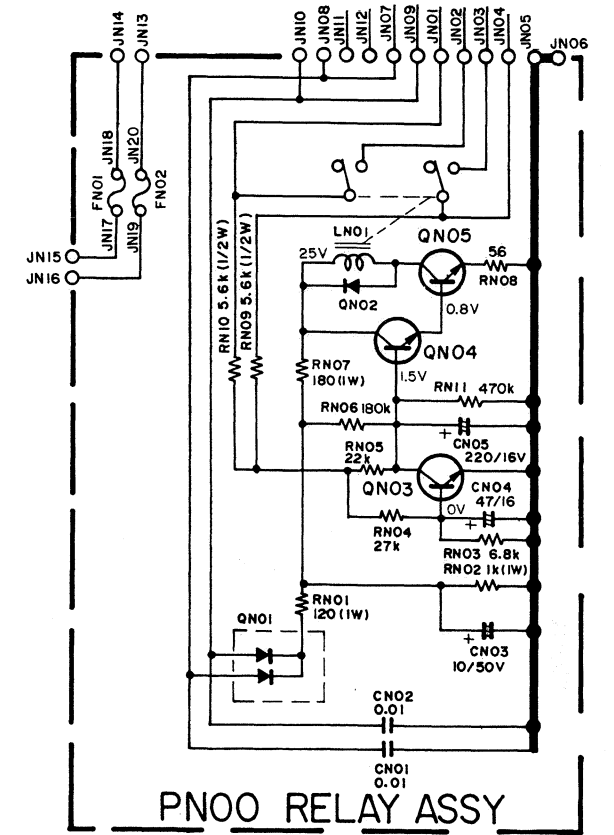 JN14
JN13
JN10
JN08
JN11
JN12
JN07
JN09
JN01
JN02
JN03
JN04
JN05
JN06
JN18
JN20
FN01
FN02
JN17
JN19
JN15
JN16
RN10 5.6k (1/2W)
RN09 5.6k (1/2W)
LN01
25V
QN02
QN05
56
RN08
0.8V
QN04
1.5V
RN07
180 (1W)
RN11 470k
RN06 180k
CN05
220/16V
RN05
22k
QN03
CN04
47/16
0V
RN04
27k
RN03 6.8k
RN02 1k (1W)
RN01
120 (1W)
QN01
CN03
10/50V
CN02
0.01
CN01
0.01
PN00 RELAY ASSY